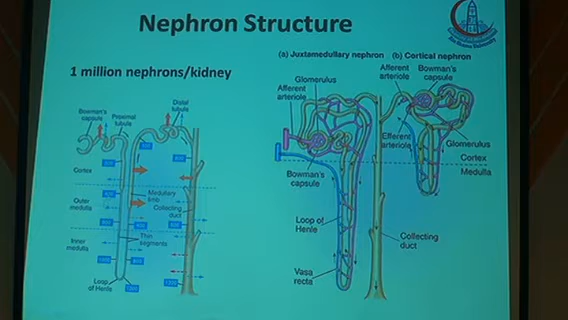 Nephron Structure
1 million nephrons/kidney
Bowman's
capsule
Proximal
tubule
Distal
tubule
Cortex
Outer
medulla
Inner
medulla
Medullary
limb
Collecting
duct
Thin
segments
Loop
of Henle
(a) Juxtamedullary nephron
(b) Cortical nephron
Glomerulus
Afferent
arteriole
Bowman's
capsule
Loop of
Henle
Vasa
recta
Afferent
arteriole
Bowman's
capsule
Efferent
arteriole
Glomerulus
Cortex
Medulla
Collecting
duct